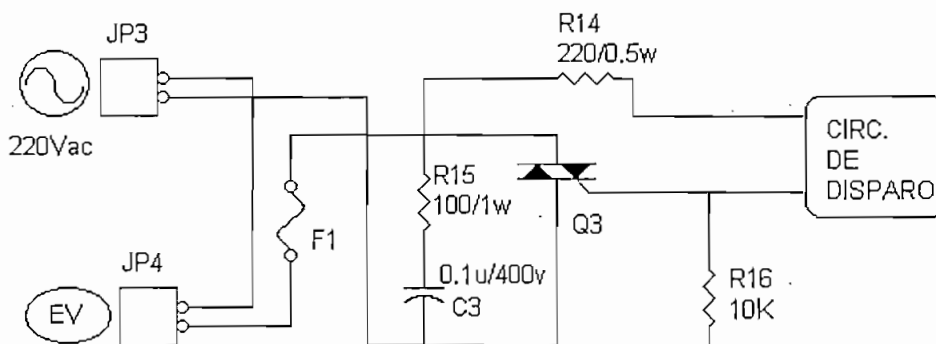 JP3
220Vac
R14
220/0.5w
CIRC.
DE
DISPARO
R15
100/1w
Q3
F1
JP4
EV
0.1u/400v
C3
R16
10K